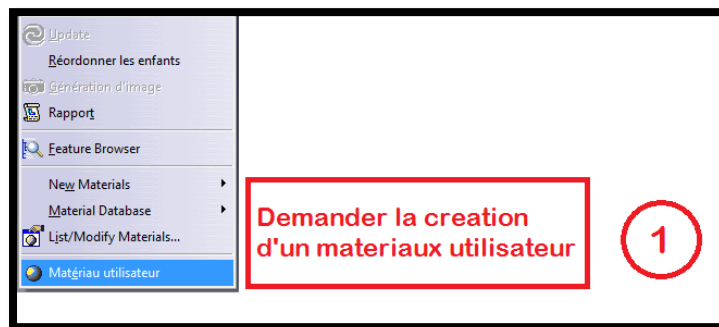 Update
Réordonner les enfants
Génération d'image
Rapport
Feature Browser
New Materials
Material Database
List/Modify Materials...
Matériau utilisateur
Demander la creation
d'un materiaux utilisateur
1